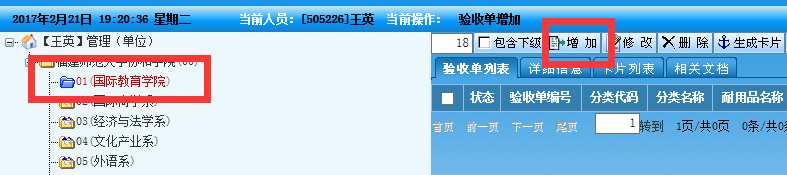 2017年2月21日 19:20:36 星期二 当前人员：[505226]王英 当前操作： 验收单增加
【王英】管理（单位） 18 包含下级 增 加 修 改 删 除 生成卡片
福建师范大学协和学院(00)
01(国际教育学院) 验收单列表 详细信息 卡片列表 相关文档
02(国际商学系) 状态 验收单编号 分类代码 分类名称 耐用品名称
03(经济与法学系) 首页 前一页 下一页 尾页 1 转到 1页/共0页 0条/共0
04(文化产业系)
05(外语系)